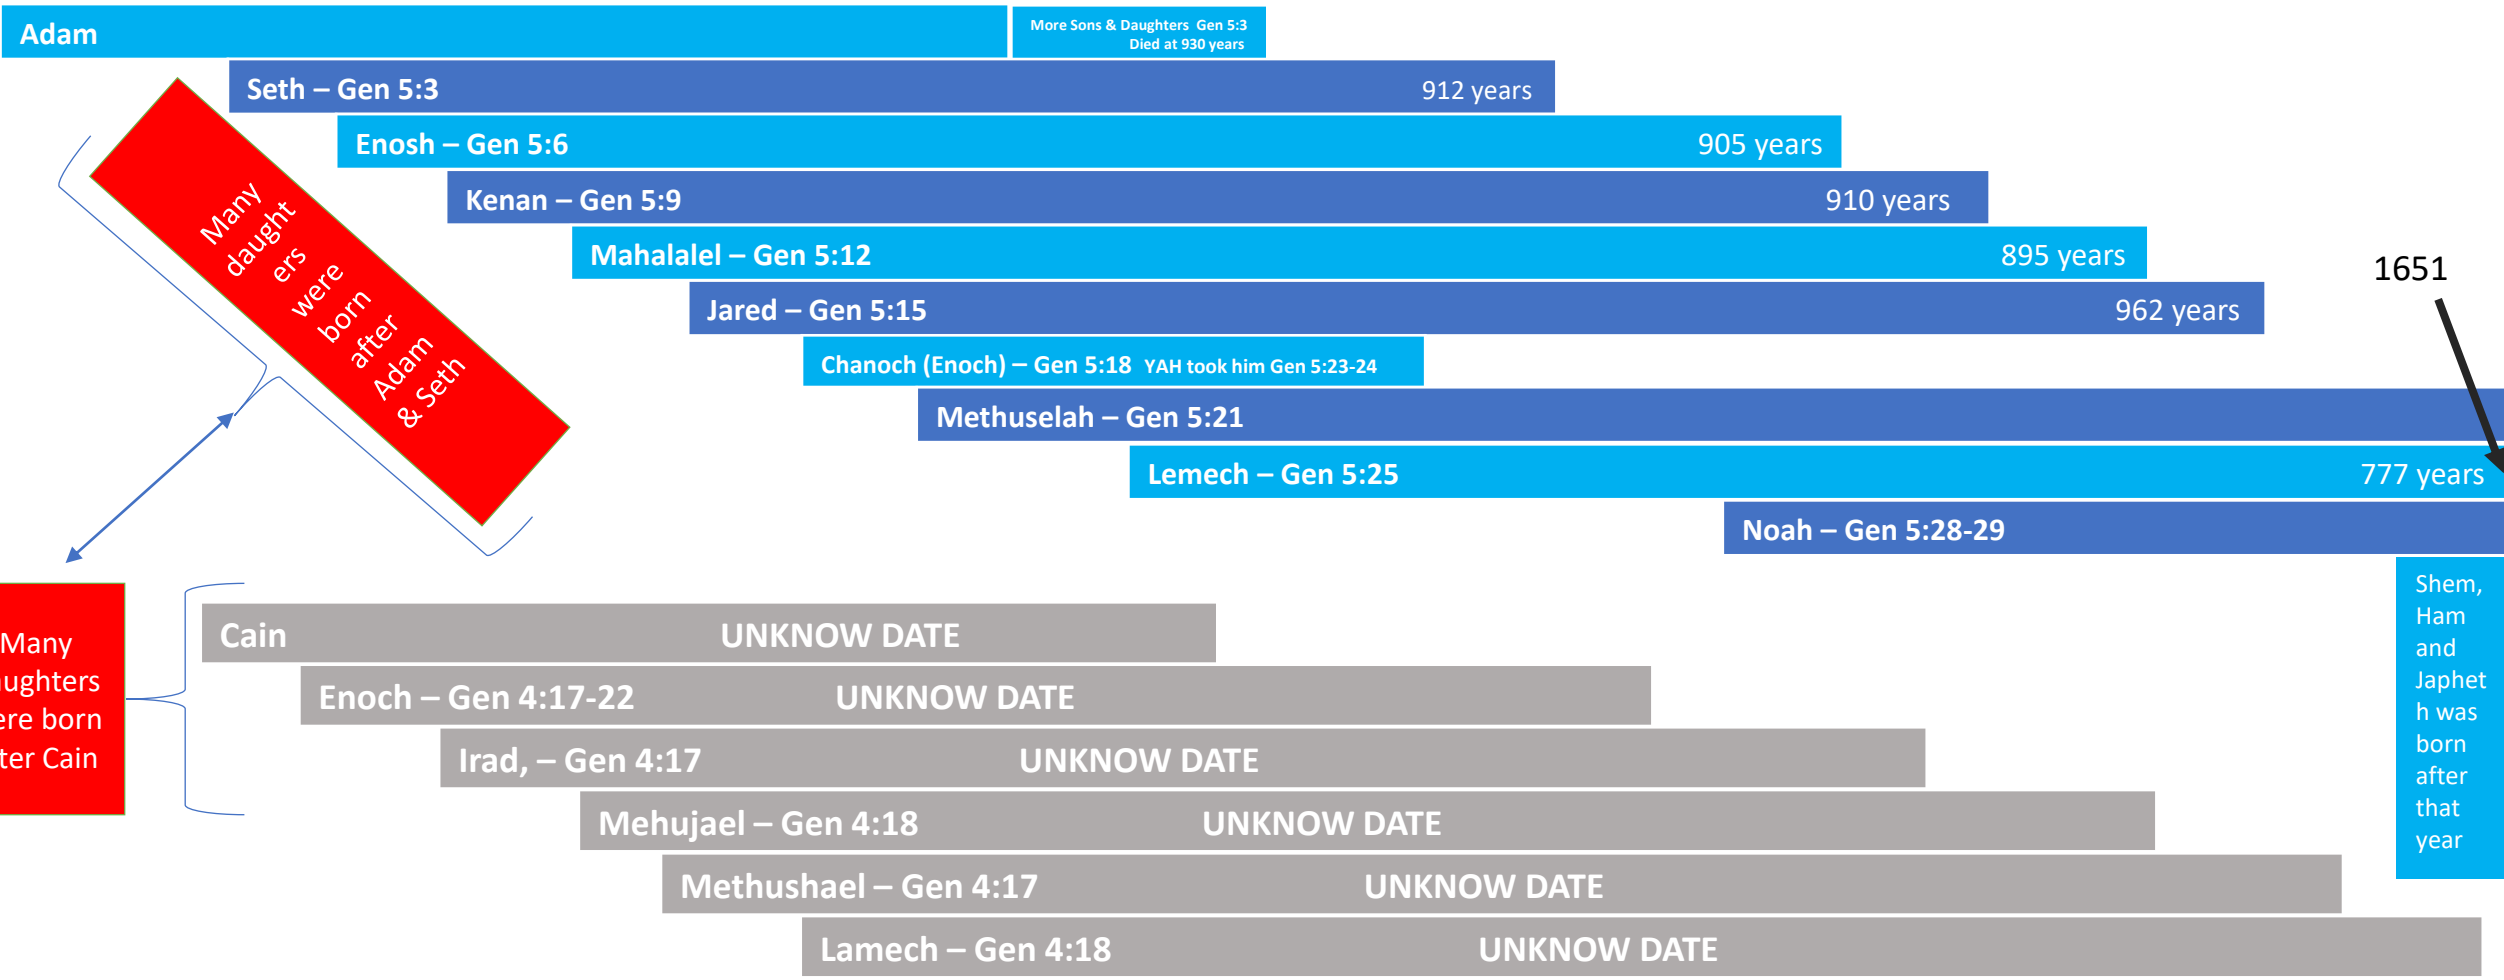 Adam
More Sons & Daughters Gen 5:3
Died at 930 years
Seth – Gen 5:3 912 years
Enosh – Gen 5:6 905 years
Kenan – Gen 5:9 910 years
Mahalalel – Gen 5:12 895 years
Jared – Gen 5:15 962 years
Chanoch (Enoch) – Gen 5:18 YAH took him Gen 5:23-24
Methuselah – Gen 5:21
Lemech – Gen 5:25 777 years
Noah – Gen 5:28-29
1651
Many
daught
ers
were
born
after
Adam
& Seth
Many
aughters
ere born
ter Cain
Cain UNKNOW DATE
Enoch – Gen 4:17-22 UNKNOW DATE
Irad, – Gen 4:17 UNKNOW DATE
Mehujael – Gen 4:18 UNKNOW DATE
Methushael – Gen 4:17 UNKNOW DATE
Lamech – Gen 4:18 UNKNOW DATE
Shem,
Ham
and
Japhet
h was
born
after
that
year